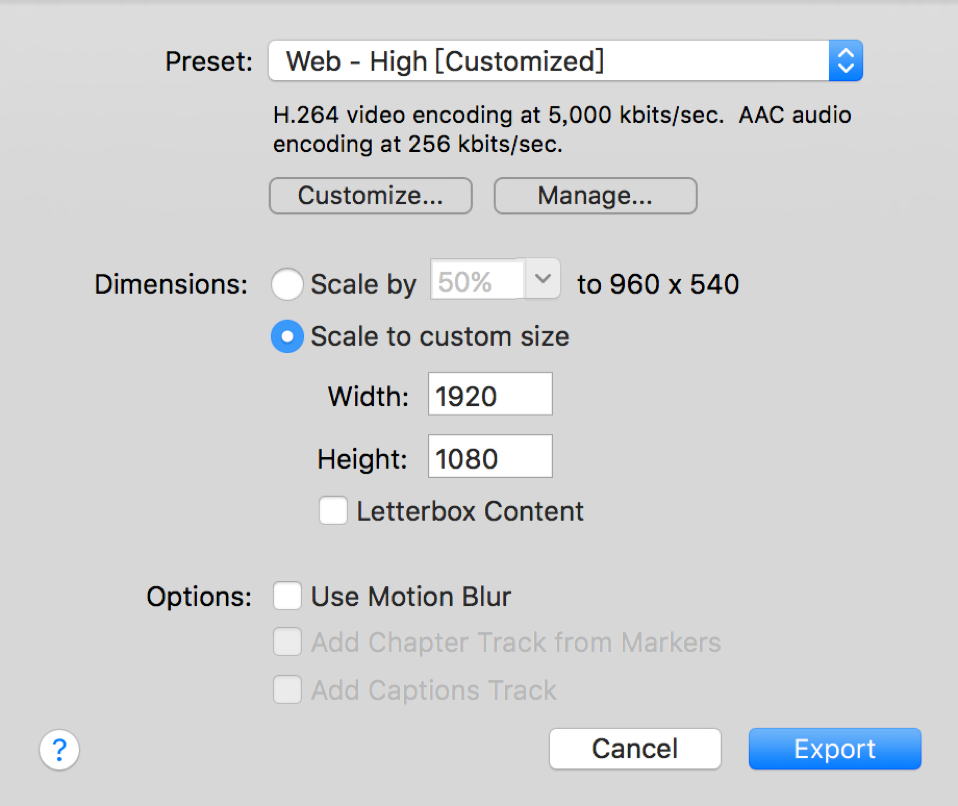 Preset: Web - High [Customized]
H.264 video encoding at 5,000 kbits/sec.  AAC audio
encoding at 256 kbits/sec.
Customize... Manage...
Dimensions: Scale by 50% to 960 x 540
Scale to custom size
Width: 1920
Height: 1080
Letterbox Content
Options: Use Motion Blur
Add Chapter Track from Markers
Add Captions Track
? Cancel Export